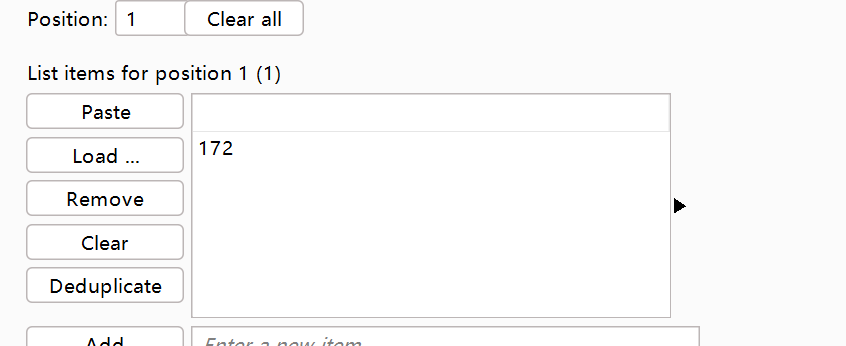 Position: 1 Clear all
List items for position 1 (1)
Paste
172
Load ...
Remove
Clear
Deduplicate
Add Enter a new item